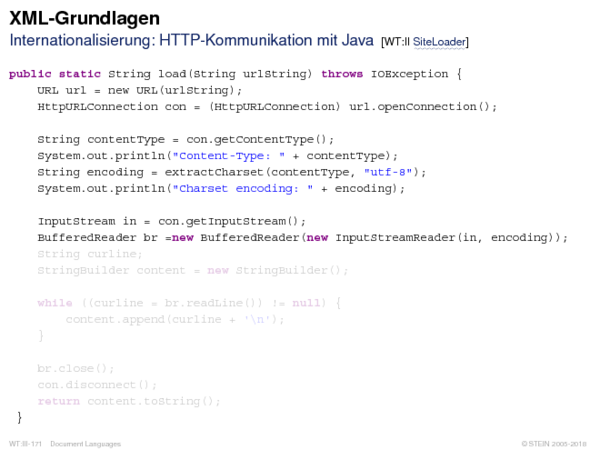 XML-Grundlagen
Internationalisierung: HTTP-Kommunikation mit Java [WT:II SiteLoader]
public static String load(String urlString) throws IOException {
    URL url = new URL(urlString);
    HttpURLConnection con = (HttpURLConnection) url.openConnection();

    String contentType = con.getContentType();
    System.out.println("Content-Type: " + contentType);
    String encoding = extractCharset(contentType, "utf-8");
    System.out.println("Charset encoding: " + encoding);

    InputStream in = con.getInputStream();
    BufferedReader br =new BufferedReader(new InputStreamReader(in, encoding));
    String curline;
    StringBuilder content = new StringBuilder();

    while ((curline = br.readLine()) != null) {
        content.append(curline + '\n');
    }

    br.close();
    con.disconnect();
    return content.toString();
}
WT:III-171 Document Languages © STEIN 2005-2018